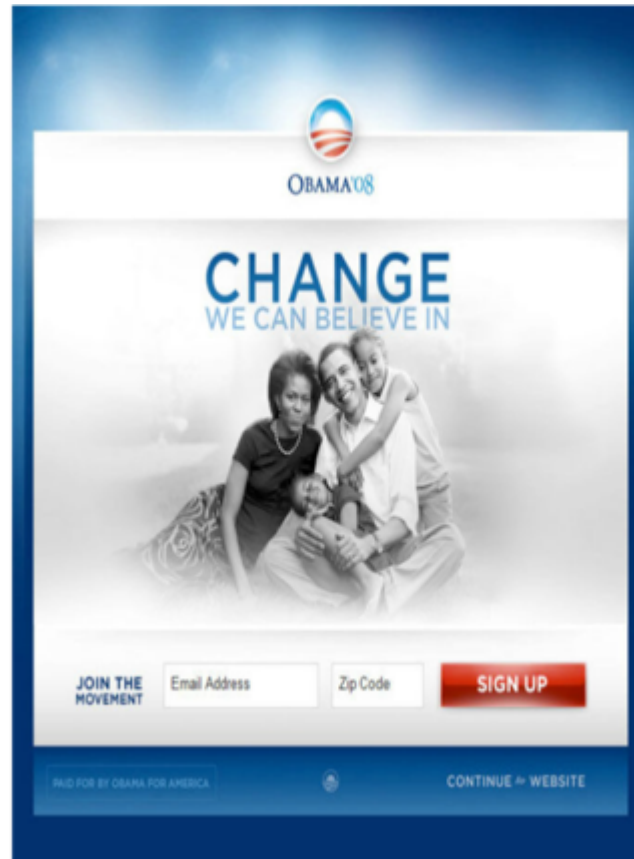 OBAMA'08
CHANGE
WE CAN BELIEVE IN
JOIN THE
MOVEMENT
Email Address
Zip Code
SIGN UP
PAID FOR BY OBAMA FOR AMERICA
CONTINUE to WEBSITE